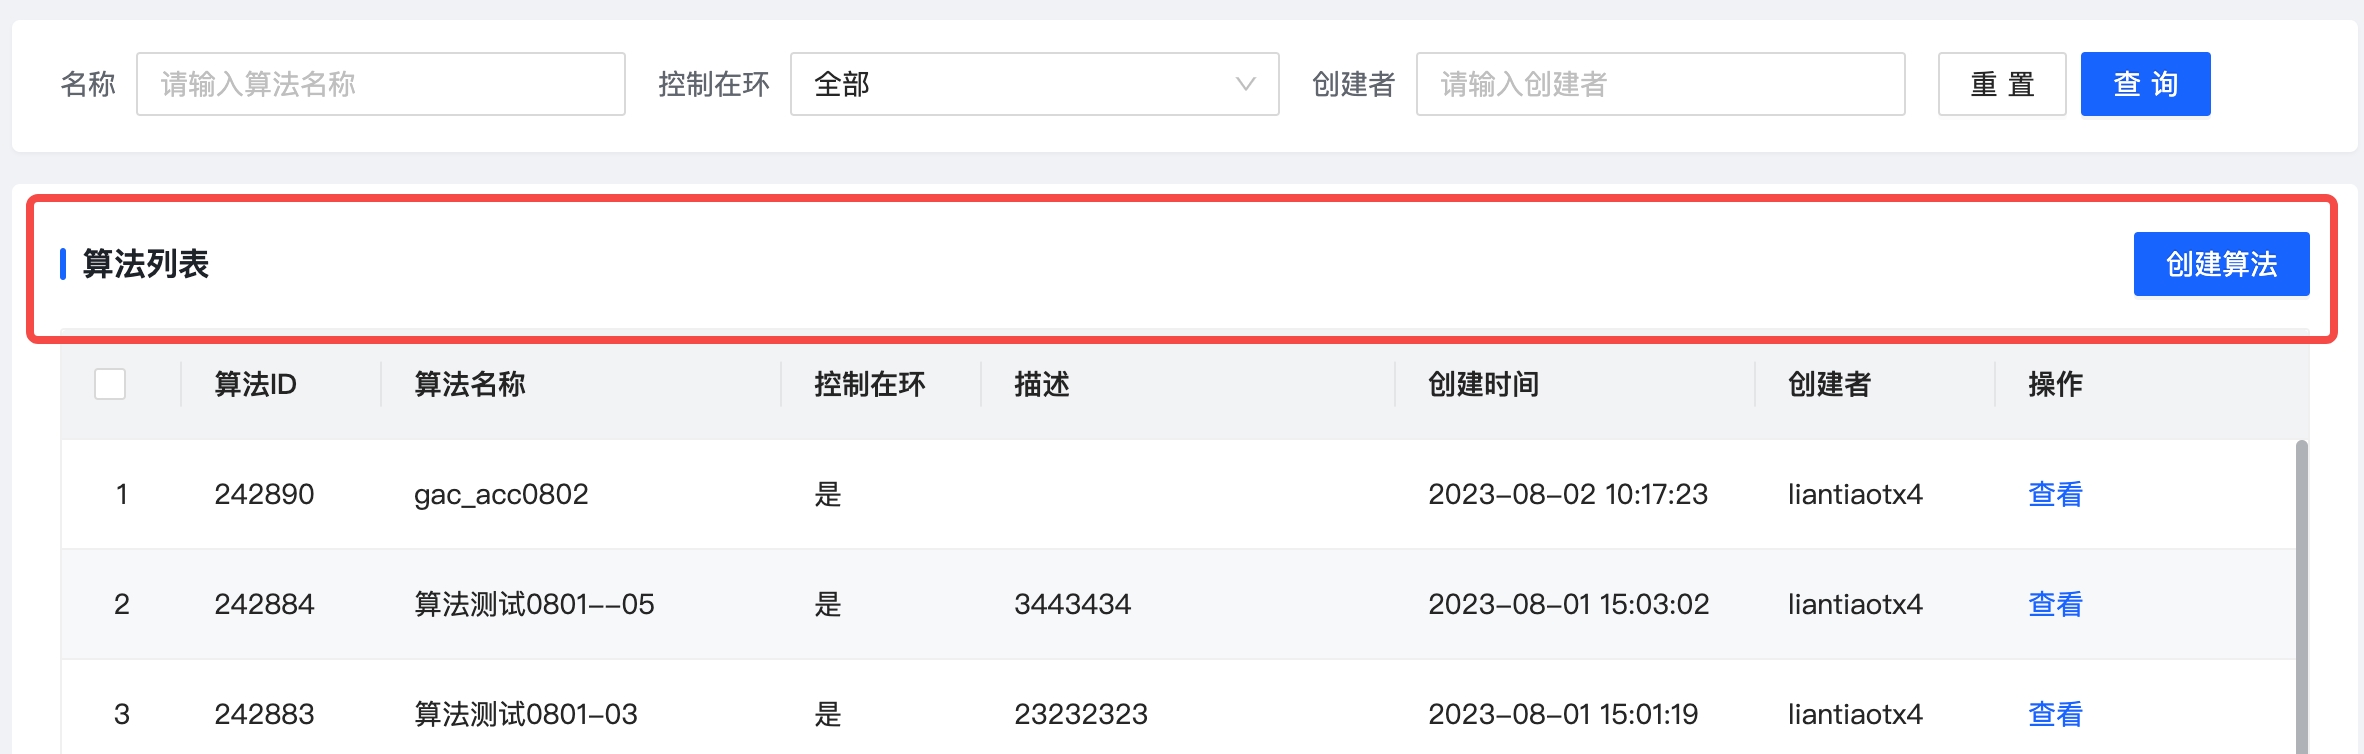 名称 请输入算法名称 控制在环 全部 创建者 请输入创建者 重 置 查 询
算法列表 创建算法
算法ID 算法名称 控制在环 描述 创建时间 创建者 操作
1 242890 gac_acc0802 是 2023-08-02 10:17:23 liantiaotx4 查看
2 242884 算法测试0801--05 是 3443434 2023-08-01 15:03:02 liantiaotx4 查看
3 242883 算法测试0801-03 是 23232323 2023-08-01 15:01:19 liantiaotx4 查看